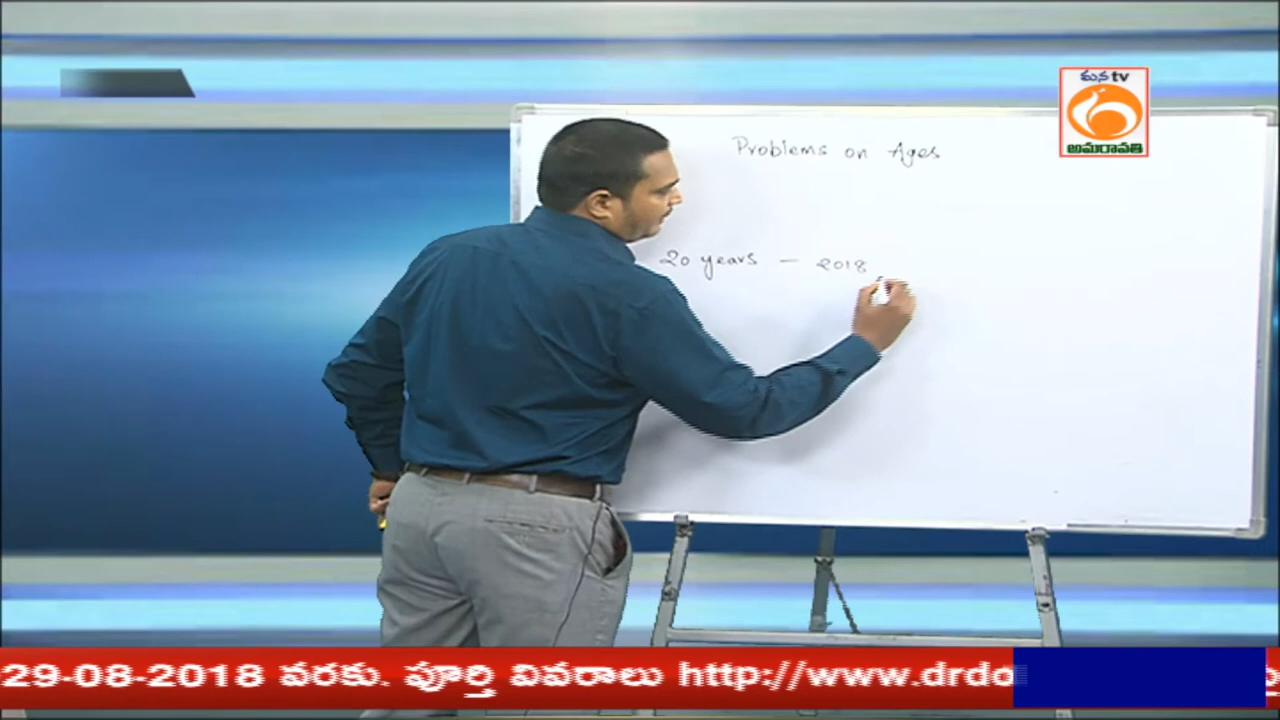 మన tv
అమరావతి
Problems on Ages
20 years - 2018
29-08-2018 వరకు. పూర్తి వివరాలు http://www.drdo